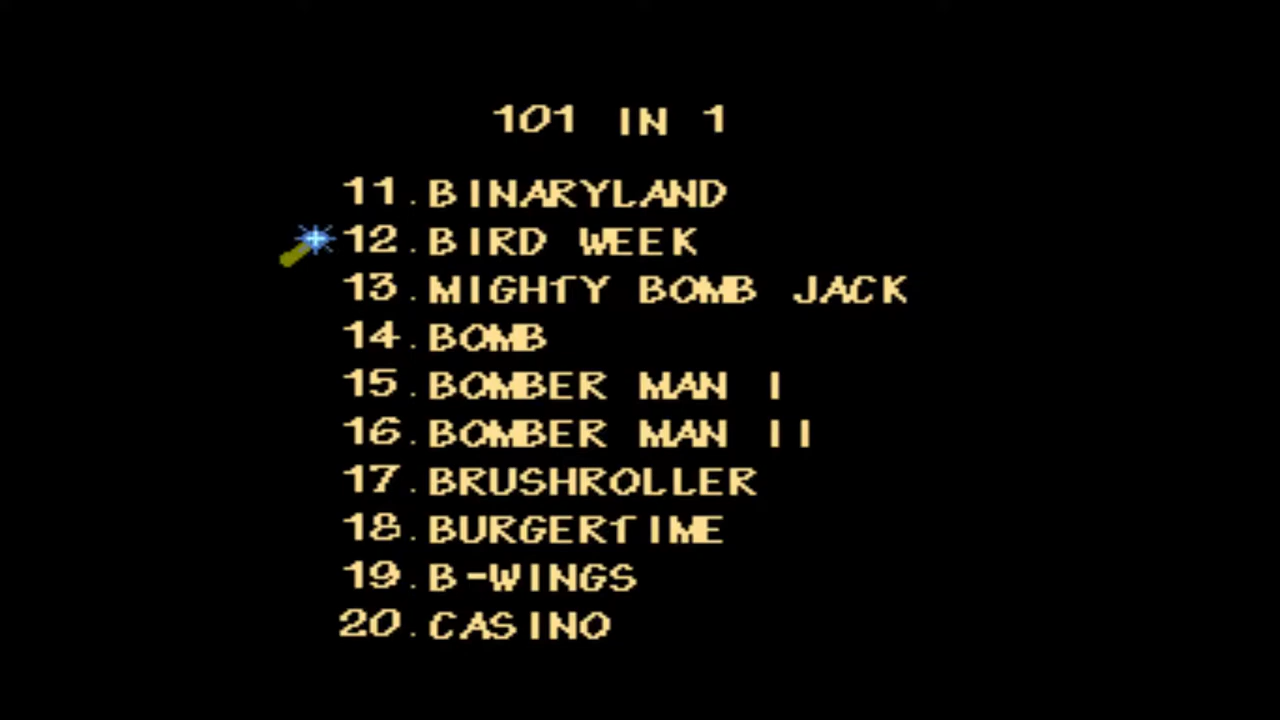 101 IN 1
11.BINARYLAND
12.BIRD WEEK
13.MIGHTY BOMB JACK
14.BOMB
15.BOMBER MAN I
16.BOMBER MAN II
17.BRUSHROLLER
18.BURGERTIME
19.B-WINGS
20.CASINO